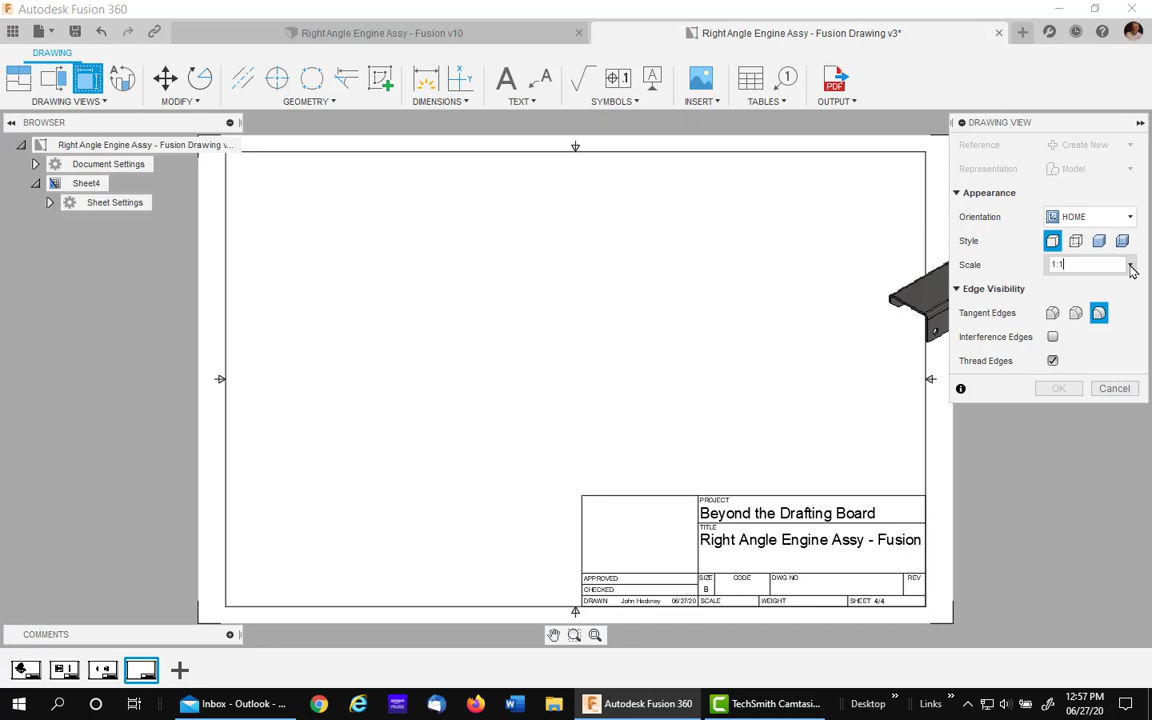 Autodesk Fusion 360
Right Angle Engine Assy - Fusion v10
Right Angle Engine Assy - Fusion Drawing v3*
DRAWING
DRAWING VIEWS
MODIFY
GEOMETRY
DIMENSIONS
TEXT
SYMBOLS
INSERT
TABLES
OUTPUT
BROWSER
Right Angle Engine Assy - Fusion Drawing v...
Document Settings
Sheet4
Sheet Settings
DRAWING VIEW
Reference
Create New
Representation
Model
Appearance
Orientation
HOME
Style
Scale
1:1
Edge Visibility
Tangent Edges
Interference Edges
Thread Edges
OK
Cancel
PROJECT
Beyond the Drafting Board
TITLE
Right Angle Engine Assy - Fusion
APPROVED
CHECKED
DRAWN John Hackney 06/27/20
SIZE
B
CODE
DWG NO
REV
SCALE
WEIGHT
SHEET 4/4
COMMENTS
Inbox - Outlook - ...
Autodesk Fusion 360
TechSmith Camtasi...
Desktop
Links
12:57 PM
06/27/20